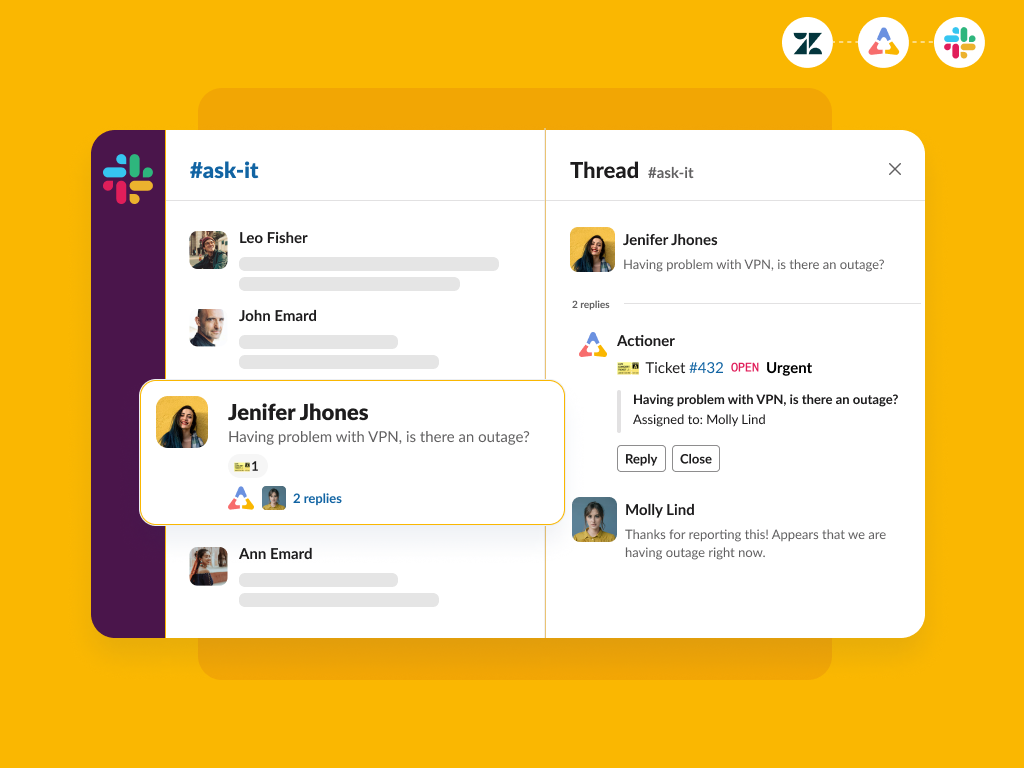 #ask-it
Leo Fisher
John Emard
Jenifer Jhones
Having problem with VPN, is there an outage?
1
2 replies
Ann Emard
Thread #ask-it
Jenifer Jhones
Having problem with VPN, is there an outage?
2 replies
Actioner
Ticket #432 OPEN Urgent
Having problem with VPN, is there an outage?
Assigned to: Molly Lind
Reply Close
Molly Lind
Thanks for reporting this! Appears that we are
having outage right now.